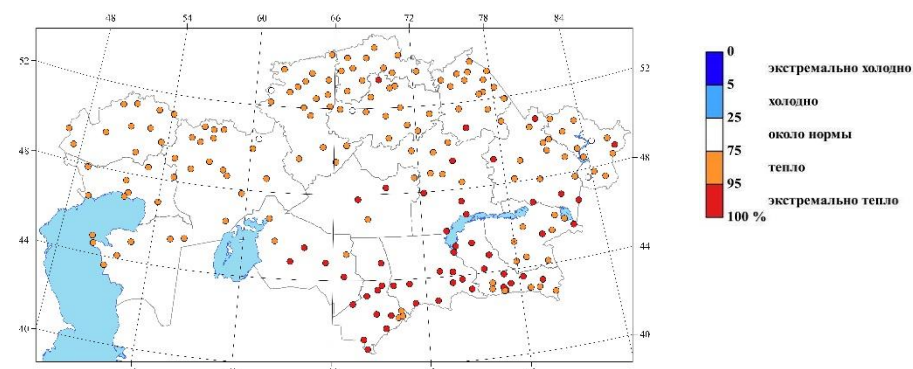 48 54 60 66 72 78 84
52
48
44
40
52
48
44
40
0
экстремально холодно
5
холодно
25
около нормы
75
тепло
95
экстремально тепло
100 %